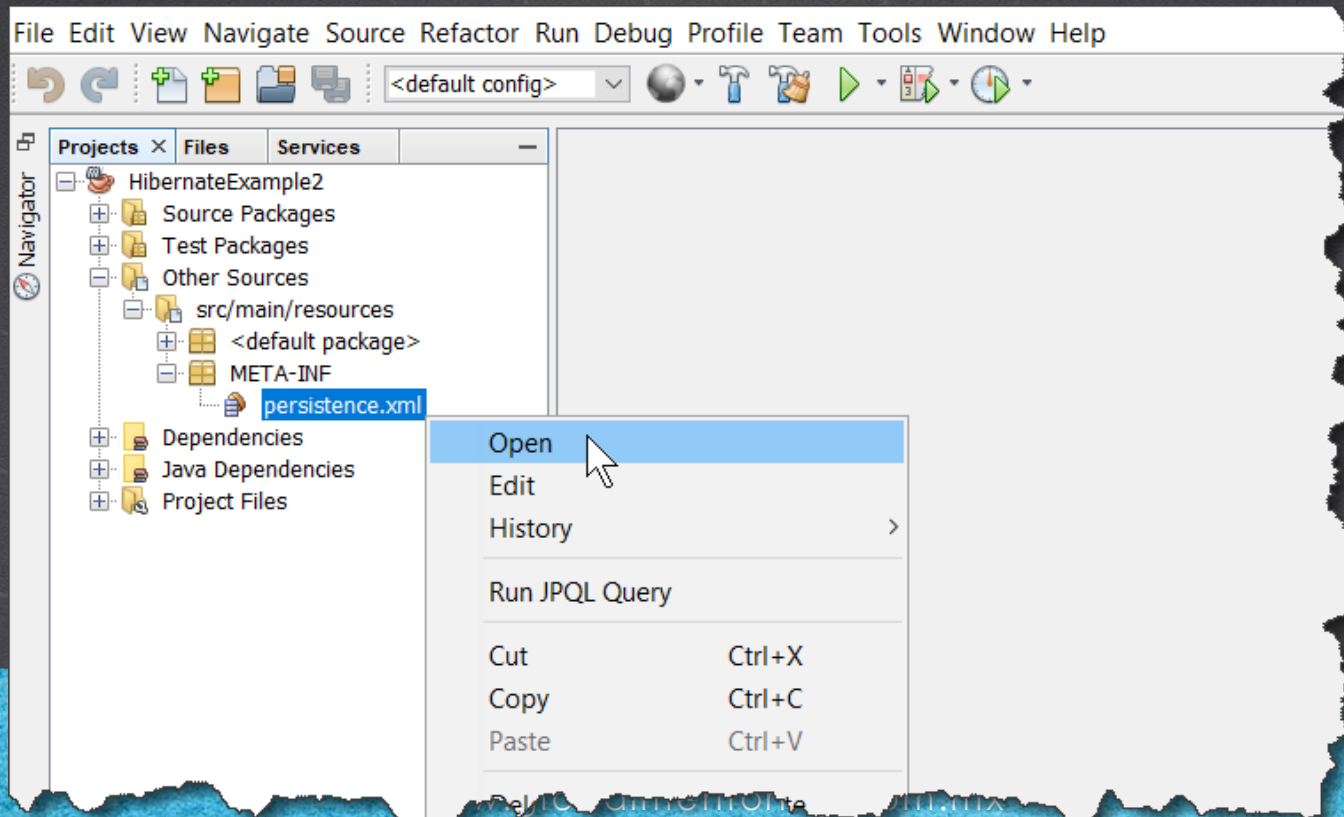 File Edit View Navigate Source Refactor Run Debug Profile Team Tools Window Help
<default config>
Projects Files Services
Navigator
HibernateExample2
Source Packages
Test Packages
Other Sources
src/main/resources
<default package>
META-INF
persistence.xml
Dependencies
Java Dependencies
Project Files
Open
Edit
History
Run JPQL Query
Cut Ctrl+X
Copy Ctrl+C
Paste Ctrl+V